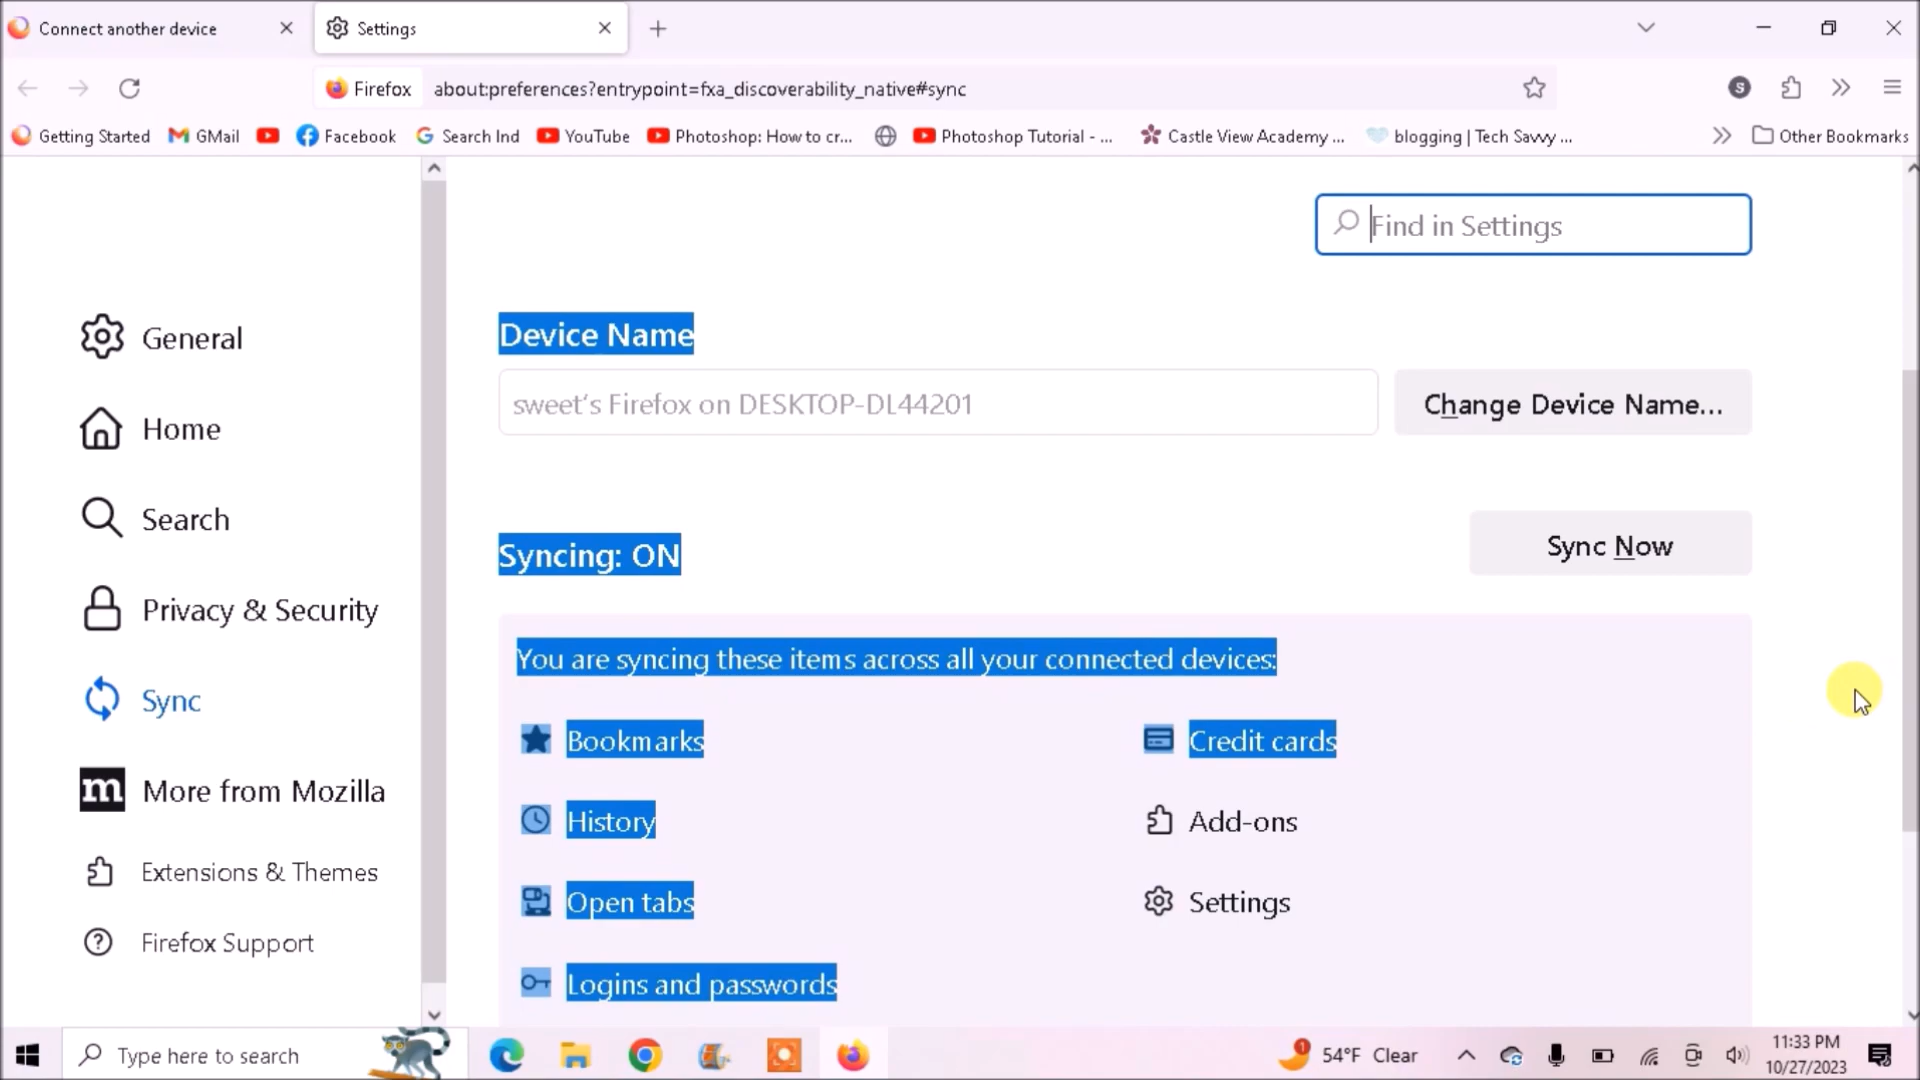 Connect another device
Settings
Firefox
about:preferences?entrypoint=fxa_discoverability_native#sync
S
Getting Started
GMail
Facebook
Search Ind
YouTube
Photoshop: How to cr...
Photoshop Tutorial - ...
Castle View Academy ...
blogging | Tech Savvy ...
Other Bookmarks
Find in Settings
General
Home
Search
Privacy & Security
Sync
m
More from Mozilla
Extensions & Themes
Firefox Support
Device Name
sweet's Firefox on DESKTOP-DL44201
Change Device Name...
Syncing: ON
Sync Now
You are syncing these items across all your connected devices:
Bookmarks
Credit cards
History
Add-ons
Open tabs
Settings
Logins and passwords
Type here to search
1
54°F Clear
11:33 PM
10/27/2023